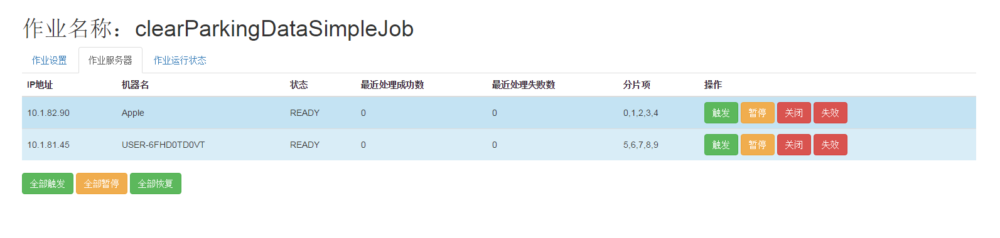 作业名称：clearParkingDataSimpleJob
作业设置 作业服务器 作业运行状态
IP地址 机器名 状态 最近处理成功数 最近处理失败数 分片项 操作
10.1.82.90 Apple READY 0 0 0,1,2,3,4 触发 暂停 关闭 失效
10.1.81.45 USER-6FHD0TD0VT READY 0 0 5,6,7,8,9 触发 暂停 关闭 失效
全部触发 全部暂停 全部恢复